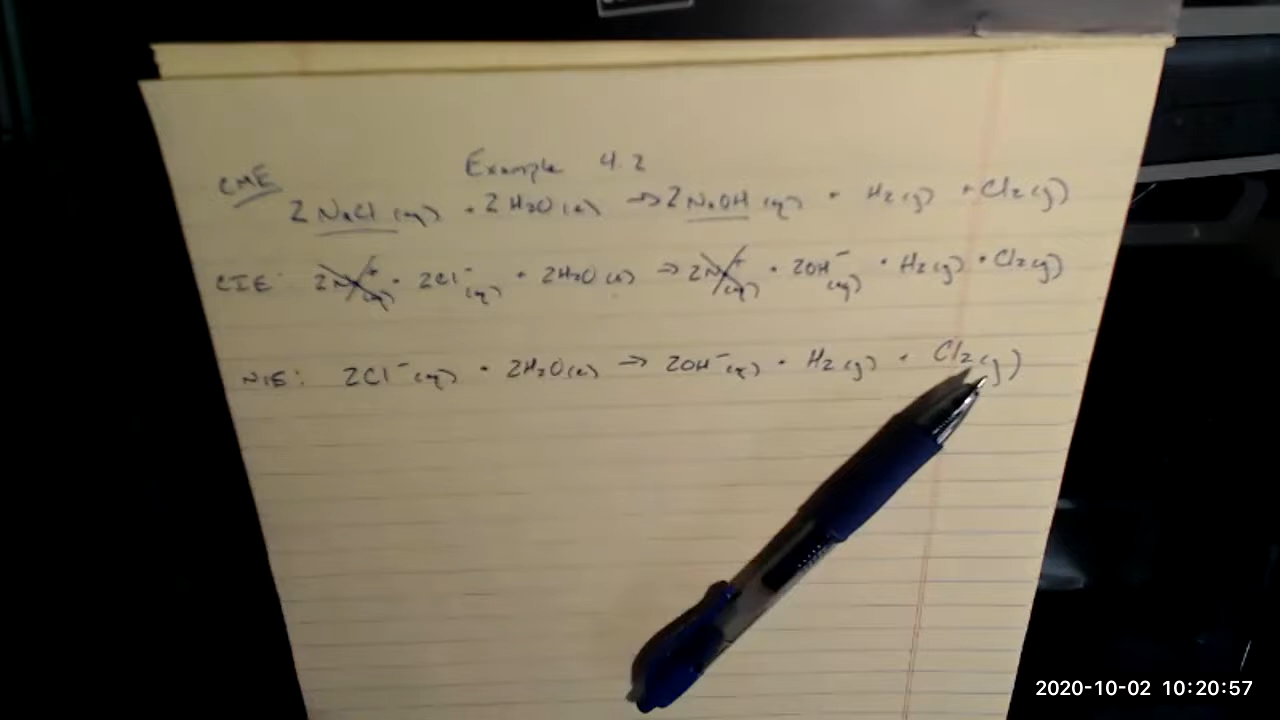 Example 4.2
CME
2 NaCl (aq) + 2 H2O (l) → 2 NaOH (aq) + H2 (g) + Cl2 (g)
CIE: 2Na+ (aq) + 2Cl- (aq) + 2H2O (l) → 2Na+ (aq) + 2OH- (aq) + H2 (g) + Cl2 (g)
NIE: 2Cl- (aq) + 2H2O (l) → 2OH- (aq) + H2 (g) + Cl2 (g)
2020-10-02 10:20:57